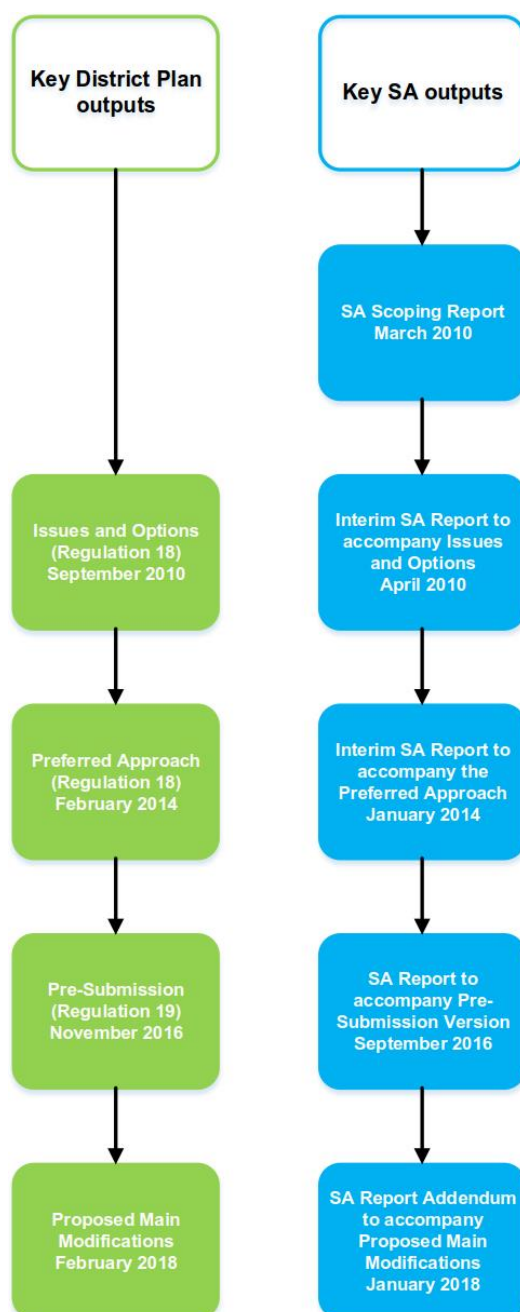 Key District Plan
outputs
Key SA outputs
SA Scoping Report
March 2010
Issues and Options
(Regulation 18)
September 2010
Interim SA Report to
accompany Issues
and Options
April 2010
Preferred Approach
(Regulation 18)
February 2014
Interim SA Report to
accompany the
Preferred Approach
January 2014
Pre-Submission
(Regulation 19)
November 2016
SA Report to
accompany Pre-
Submission Version
September 2016
Proposed Main
Modifications
February 2018
SA Report Addendum
to accompany
Proposed Main
Modifications
January 2018